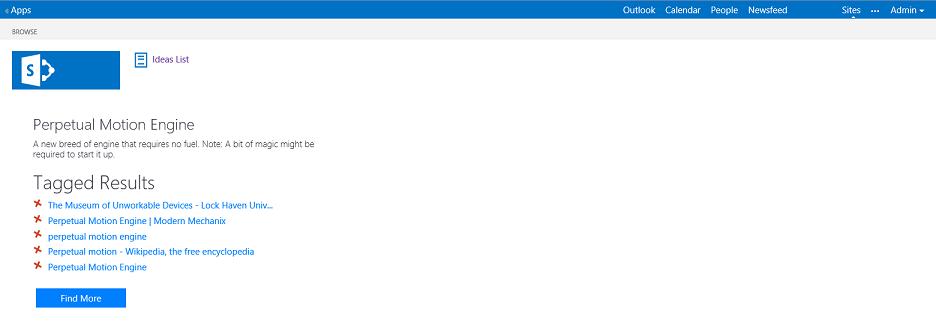 « Apps Outlook Calendar People Newsfeed Sites ••• Admin
BROWSE
S
Ideas List
Perpetual Motion Engine
A new breed of engine that requires no fuel. Note: A bit of magic might be
required to start it up.
Tagged Results
The Museum of Unworkable Devices - Lock Haven Univ...
Perpetual Motion Engine | Modern Mechanix
perpetual motion engine
Perpetual motion - Wikipedia, the free encyclopedia
Perpetual Motion Engine
Find More